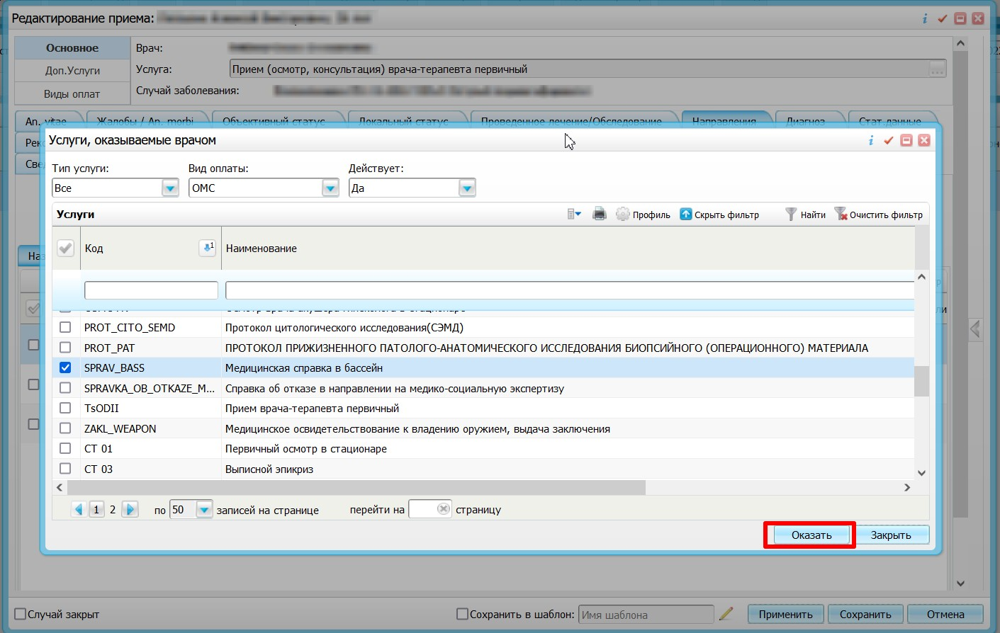 Редактирование приема:
Основное
Доп.Услуги
Виды оплат
Врач:
Услуга: Прием (осмотр, консультация) врача-терапевта первичный ...
Случай заболевания:
An. vitae Жалобы / An. morbi Объективный статус Локальный статус Проведенное лечение/Обследование Направления Диагноз Стат.данные
Рек
Све
Услуги, оказываемые врачом
Тип услуги: Вид оплаты: Действует:
Все ОМС Да
Услуги Профиль Скрыть фильтр Найти Очистить фильтр
Наз
Код 1 Наименование
PROT_CITO_SEMD Протокол цитологического исследования(СЭМД)
PROT_PAT ПРОТОКОЛ ПРИЖИЗНЕННОГО ПАТОЛОГО-АНАТОМИЧЕСКОГО ИССЛЕДОВАНИЯ БИОПСИЙНОГО (ОПЕРАЦИОННОГО) МАТЕРИАЛА
SPRAV_BASS Медицинская справка в бассейн
SPRAVKA_OB_OTKAZE_M... Справка об отказе в направлении на медико-социальную экспертизу
TsODII Прием врача-терапевта первичный
ZAKL_WEAPON Медицинское освидетельствование к владению оружием, выдача заключения
СТ 01 Первичный осмотр в стационаре
СТ 03 Выписной эпикриз
1 2 по 50 записей на странице перейти на страницу
Оказать Закрыть
Случай закрыт Сохранить в шаблон: Имя шаблона Применить Сохранить Отмена